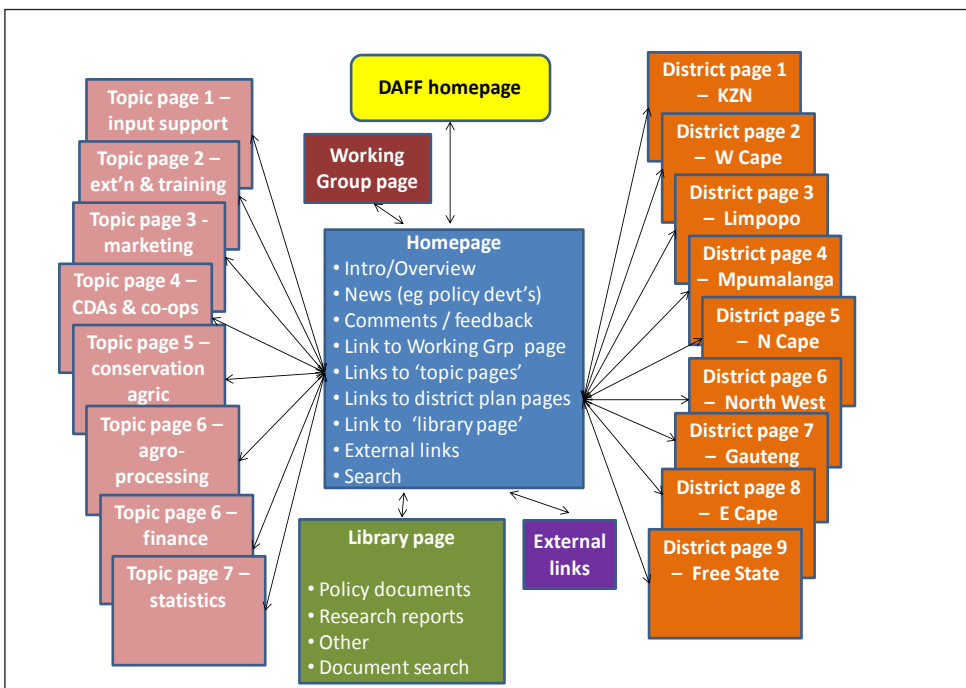 Topic page 1 –
input support
Topic page 2 –
ext’n & training
Topic page 3 -
marketing
Topic page 4 –
CDAs & co-ops
Topic page 5 –
conservation
agric
Topic page 6 –
agro-
processing
Topic page 6 –
finance
Topic page 7 –
statistics
DAFF homepage
Working
Group page
Homepage
• Intro/Overview
• News (eg policy devt’s)
• Comments / feedback
• Link to Working Grp page
• Links to ‘topic pages’
• Links to district plan pages
• Link to ‘library page’
• External links
• Search
Library page
• Policy documents
• Research reports
• Other
• Document search
External
links
District page 1
– KZN
District page 2
– W Cape
District page 3
– Limpopo
District page 4
– Mpumalanga
District page 5
– N Cape
District page 6
– North West
District page 7
– Gauteng
District page 8
– E Cape
District page 9
– Free State